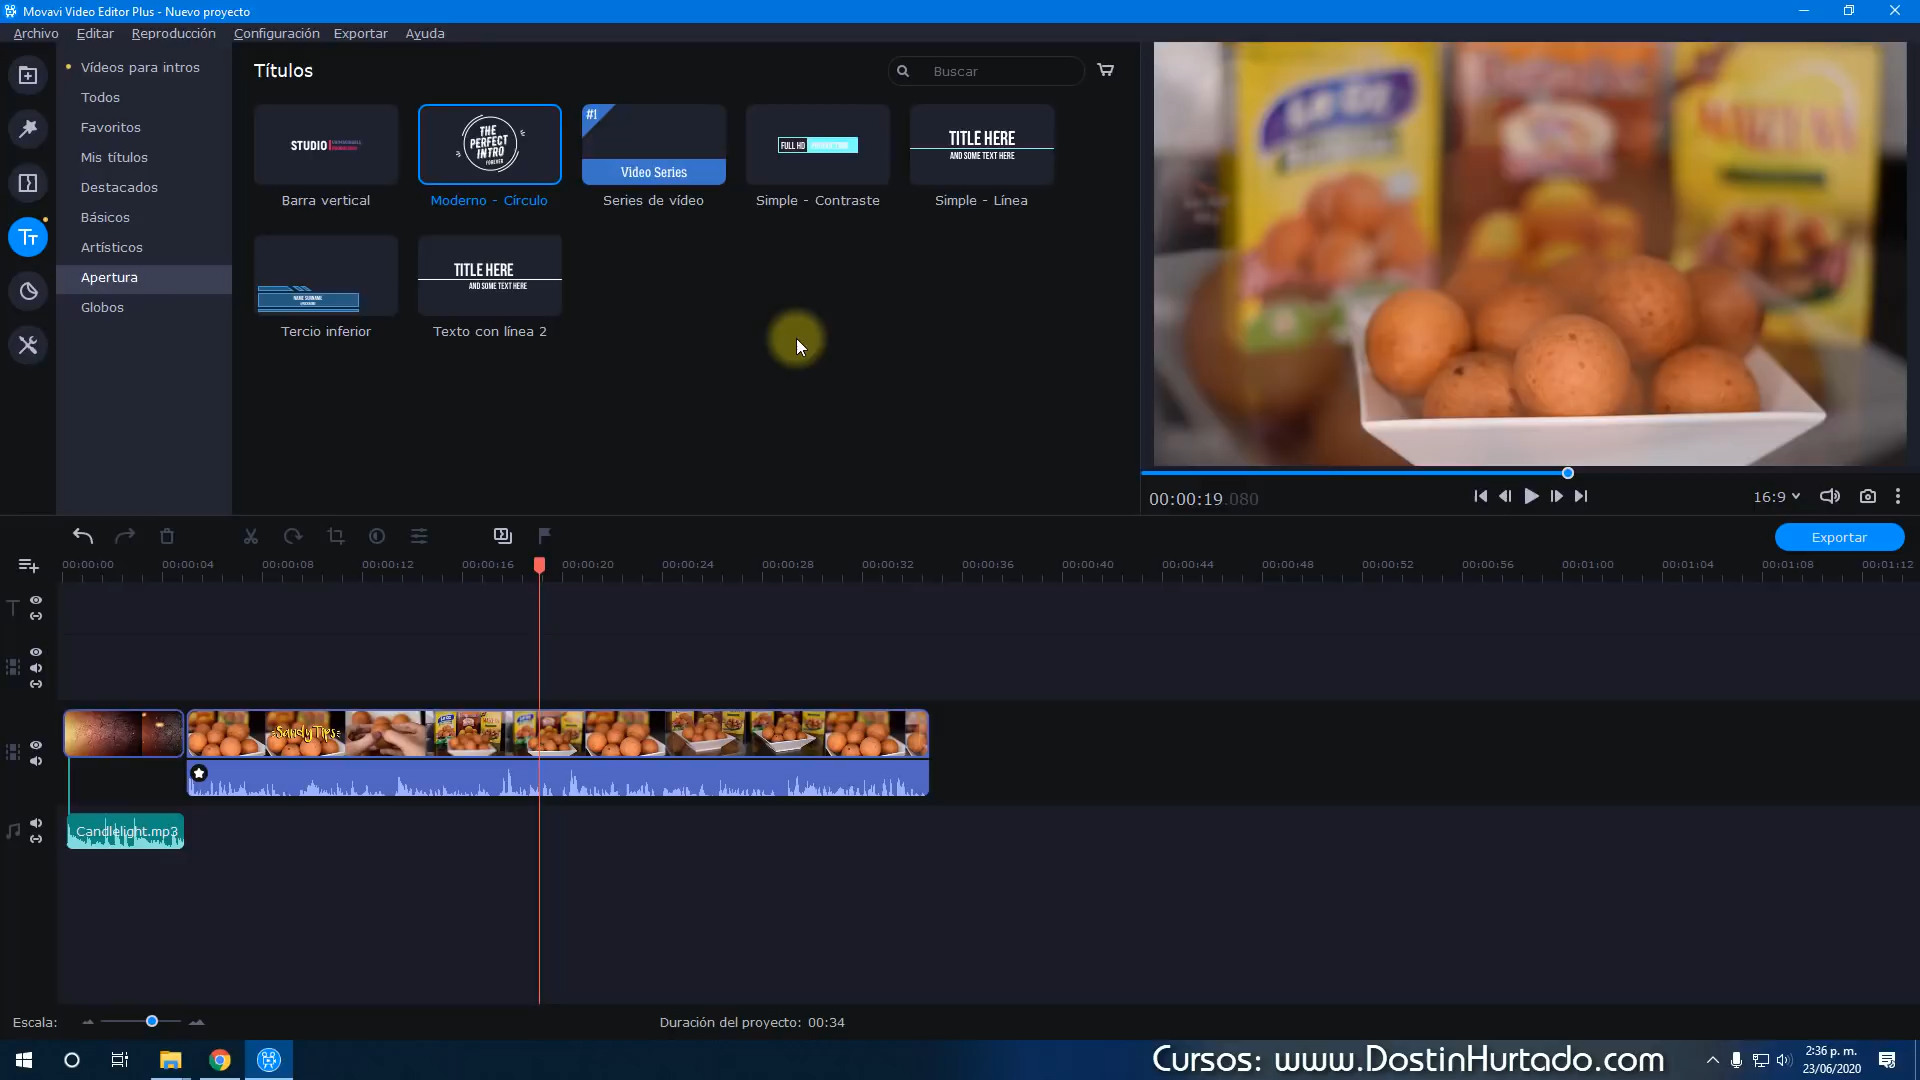 Movavi Video Editor Plus - Nuevo proyecto
Archivo Editar Reproducción Configuración Exportar Ayuda
Vídeos para intros
Todos
Favoritos
Mis títulos
Destacados
Básicos
Artísticos
Apertura
Globos
Títulos
Buscar
STUDIO
THE PERFECT INTRO FOREVER
#1
Video Series
FULL HD
TITLE HERE
AND SOME TEXT HERE
Barra vertical
Moderno - Círculo
Series de vídeo
Simple - Contraste
Simple - Línea
NAME SURNAME
TITLE HERE
AND SOME TEXT HERE
Tercio inferior
Texto con línea 2
00:00:19.080
16:9
Exportar
00:00:00 00:00:04 00:00:08 00:00:12 00:00:16 00:00:20 00:00:24 00:00:28 00:00:32 00:00:36 00:00:40 00:00:44 00:00:48 00:00:52 00:00:56 00:01:00 00:01:04 00:01:08 00:01:12
SandyTips
Candlelight.mp3
Escala:
Duración del proyecto: 00:34
Cursos: www.DostinHurtado.com
2:36 p. m.
23/06/2020